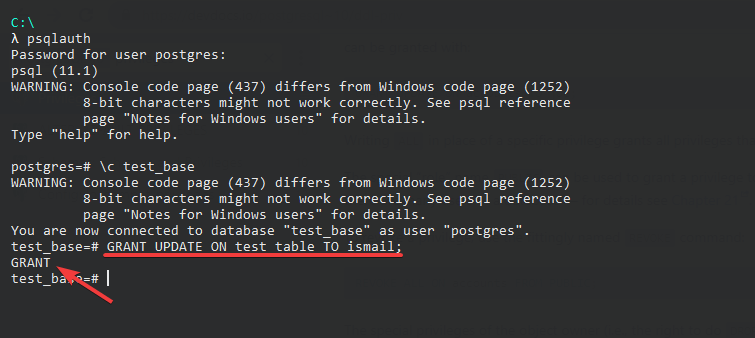 C:\
λ psqlauth
Password for user postgres:
psql (11.1)
WARNING: Console code page (437) differs from Windows code page (1252)
         8-bit characters might not work correctly. See psql reference
         page "Notes for Windows users" for details.
Type "help" for help.
postgres=# \c test_base
WARNING: Console code page (437) differs from Windows code page (1252)
         8-bit characters might not work correctly. See psql reference
         page "Notes for Windows users" for details.
You are now connected to database "test_base" as user "postgres".
test_base=# GRANT UPDATE ON test_table TO ismail;
GRANT
test_base=#